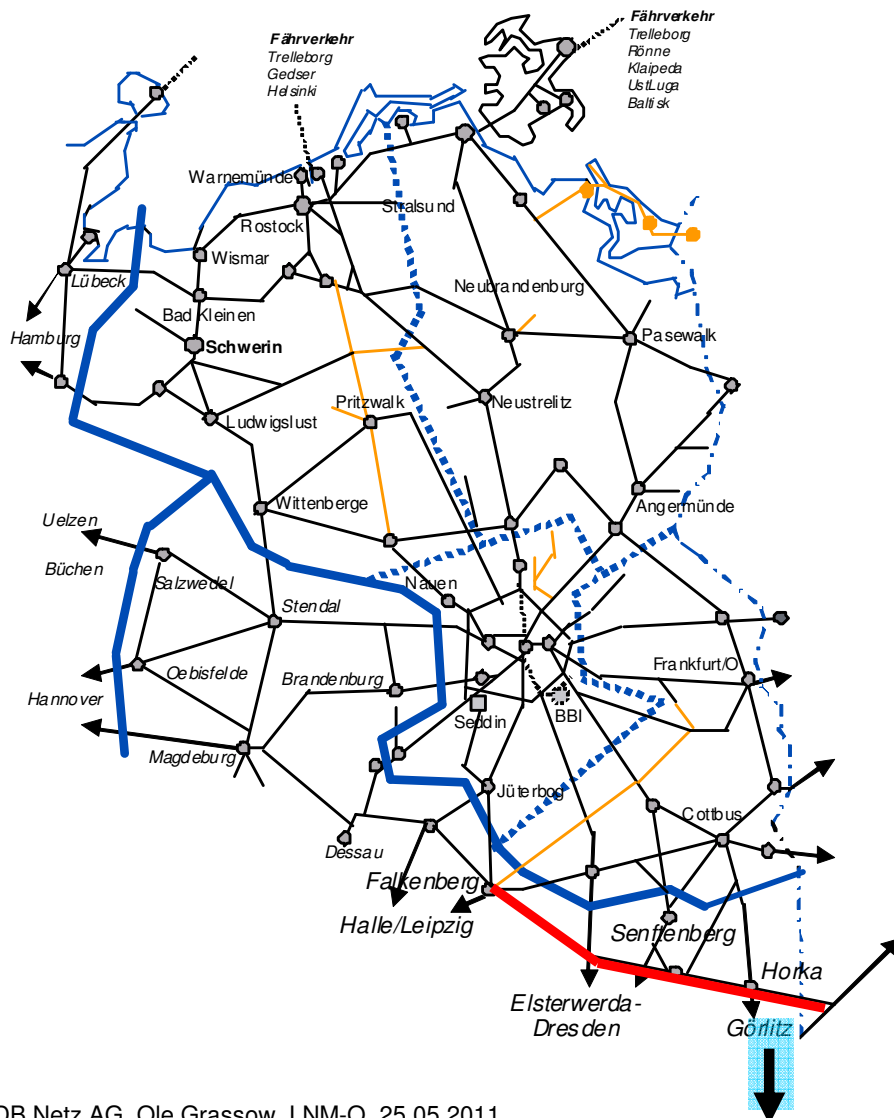 Fährverkehr
Trelleborg
Rönne
Klaipeda
UstLuga
Baltisk
Fährverkehr
Trelleborg
Gedser
Helsinki
Warnemünde
Stralsund
Rostock
Wismar
Lübeck
Neubrandenburg
Bad Kleinen
Hamburg
Schwerin
Pasewalk
Pritzwalk
Neustrelitz
Ludwigslust
Wittenberge
Angermünde
Uelzen
Büchen
Salzwedel
Nauen
Stendal
Oebisfelde
Brandenburg
Frankfurt/O
Hannover
Seddin
BBI
Magdeburg
Jüterbog
Cottbus
Dessau
Falkenberg
Halle/Leipzig
Senftenberg
Horka
Elsterwerda-
Dresden
Görlitz
DB Netz AG, Ole Grassow, I.NM-O, 25.05.2011